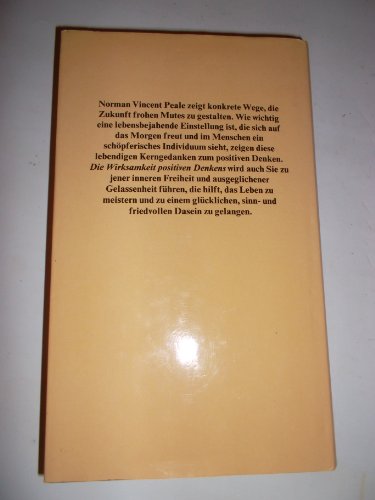 Norman Vincent Peale zeigt konkrete Wege, die
Zukunft frohen Mutes zu gestalten. Wie wichtig
eine lebensbejahende Einstellung ist, die sich auf
das Morgen freut und im Menschen ein
schöpferisches Individuum sieht, zeigen diese
lebendigen Kerngedanken zum positiven Denken.
Die Wirksamkeit positiven Denkens wird auch Sie zu
jener inneren Freiheit und ausgeglichener
Gelassenheit führen, die hilft, das Leben zu
meistern und zu einem glücklichen, sinn- und
friedvollen Dasein zu gelangen.